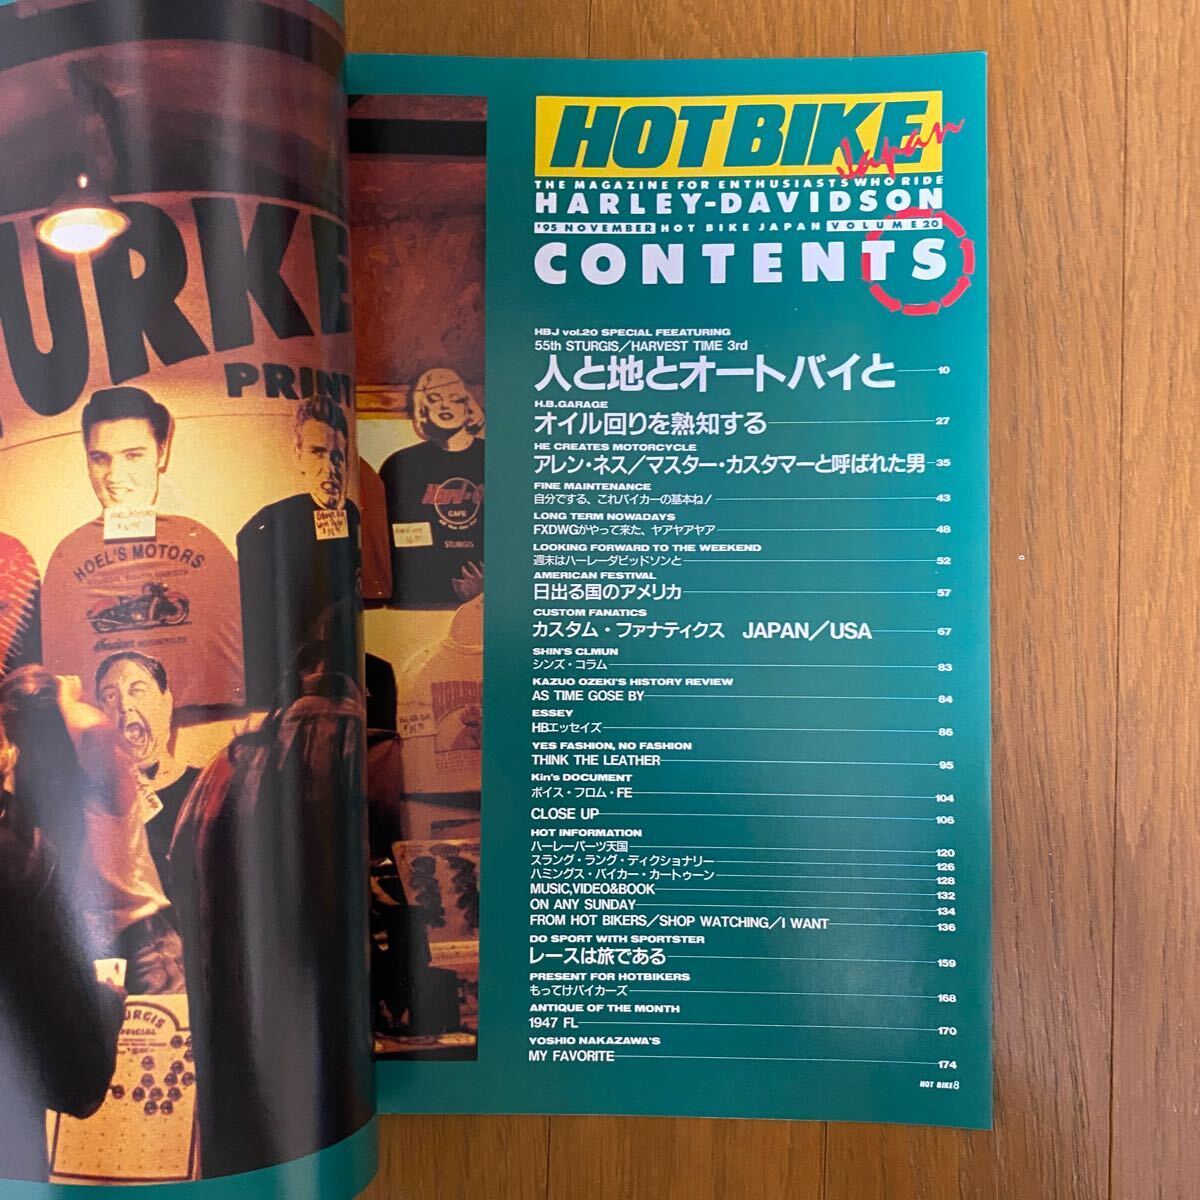 URKE
PRINT
HOEL'S MOTORS
Hard
CAFE
STURGIS
HOT BIKE
Japan
THE MAGAZINE FOR ENTHUSIASTS WHO RIDE
HARLEY-DAVIDSON
'95 NOVEMBER HOT BIKE JAPAN VOLUME 20
CONTENTS
HBJ vol.20 SPECIAL FEEATURING
55th STURGIS/HARVEST TIME 3rd
人と地とオートバイと 10
H.B.GARAGE
オイル回りを熟知する 27
HE CREATES MOTORCYCLE
アレン・ネス/マスター・カスタマーと呼ばれた男 35
FINE MAINTENANCE
自分でする、これバイカーの基本ね! 43
LONG TERM NOWADAYS
FXDWGがやって来た、ヤアヤアヤア 48
LOOKING FORWARD TO THE WEEKEND
週末はハーレーダビッドソンと 52
AMERICAN FESTIVAL
日出る国のアメリカ 57
CUSTOM FANATICS
カスタム・ファナティクス JAPAN/USA 67
SHIN'S CLMUN
シンズ・コラム 83
KAZUO OZEKI'S HISTORY REVIEW
AS TIME GOSE BY 84
ESSEY
HBエッセイズ 86
YES FASHION, NO FASHION
THINK THE LEATHER 95
Kin's DOCUMENT
ボイス・フロム・FE 104
CLOSE UP 106
HOT INFORMATION
ハーレーパーツ天国 120
スラング・ラング・ディクショナリー 126
ハミングス・バイカー・カートゥーン 128
MUSIC,VIDEO&BOOK 132
ON ANY SUNDAY 134
FROM HOT BIKERS/SHOP WATCHING/I WANT 136
DO SPORT WITH SPORTSTER
レースは旅である 159
PRESENT FOR HOTBIKERS
もってけバイカーズ 168
ANTIQUE OF THE MONTH
1947 FL 170
YOSHIO NAKAZAWA'S
MY FAVORITE 174
HOT BIKE 8